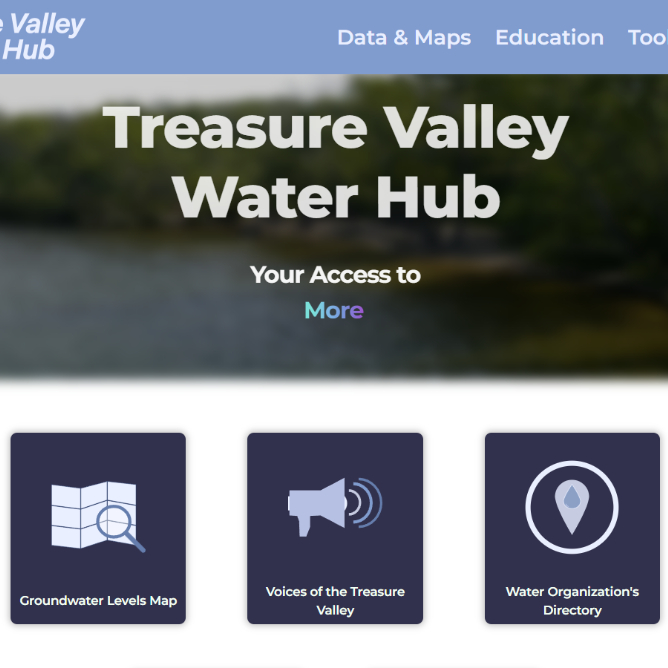 Valley
Hub
Data & Maps Education
Treasure Valley
Water Hub
Your Access to
More
Groundwater Levels Map
Voices of the Treasure
Valley
Water Organization's
Directory